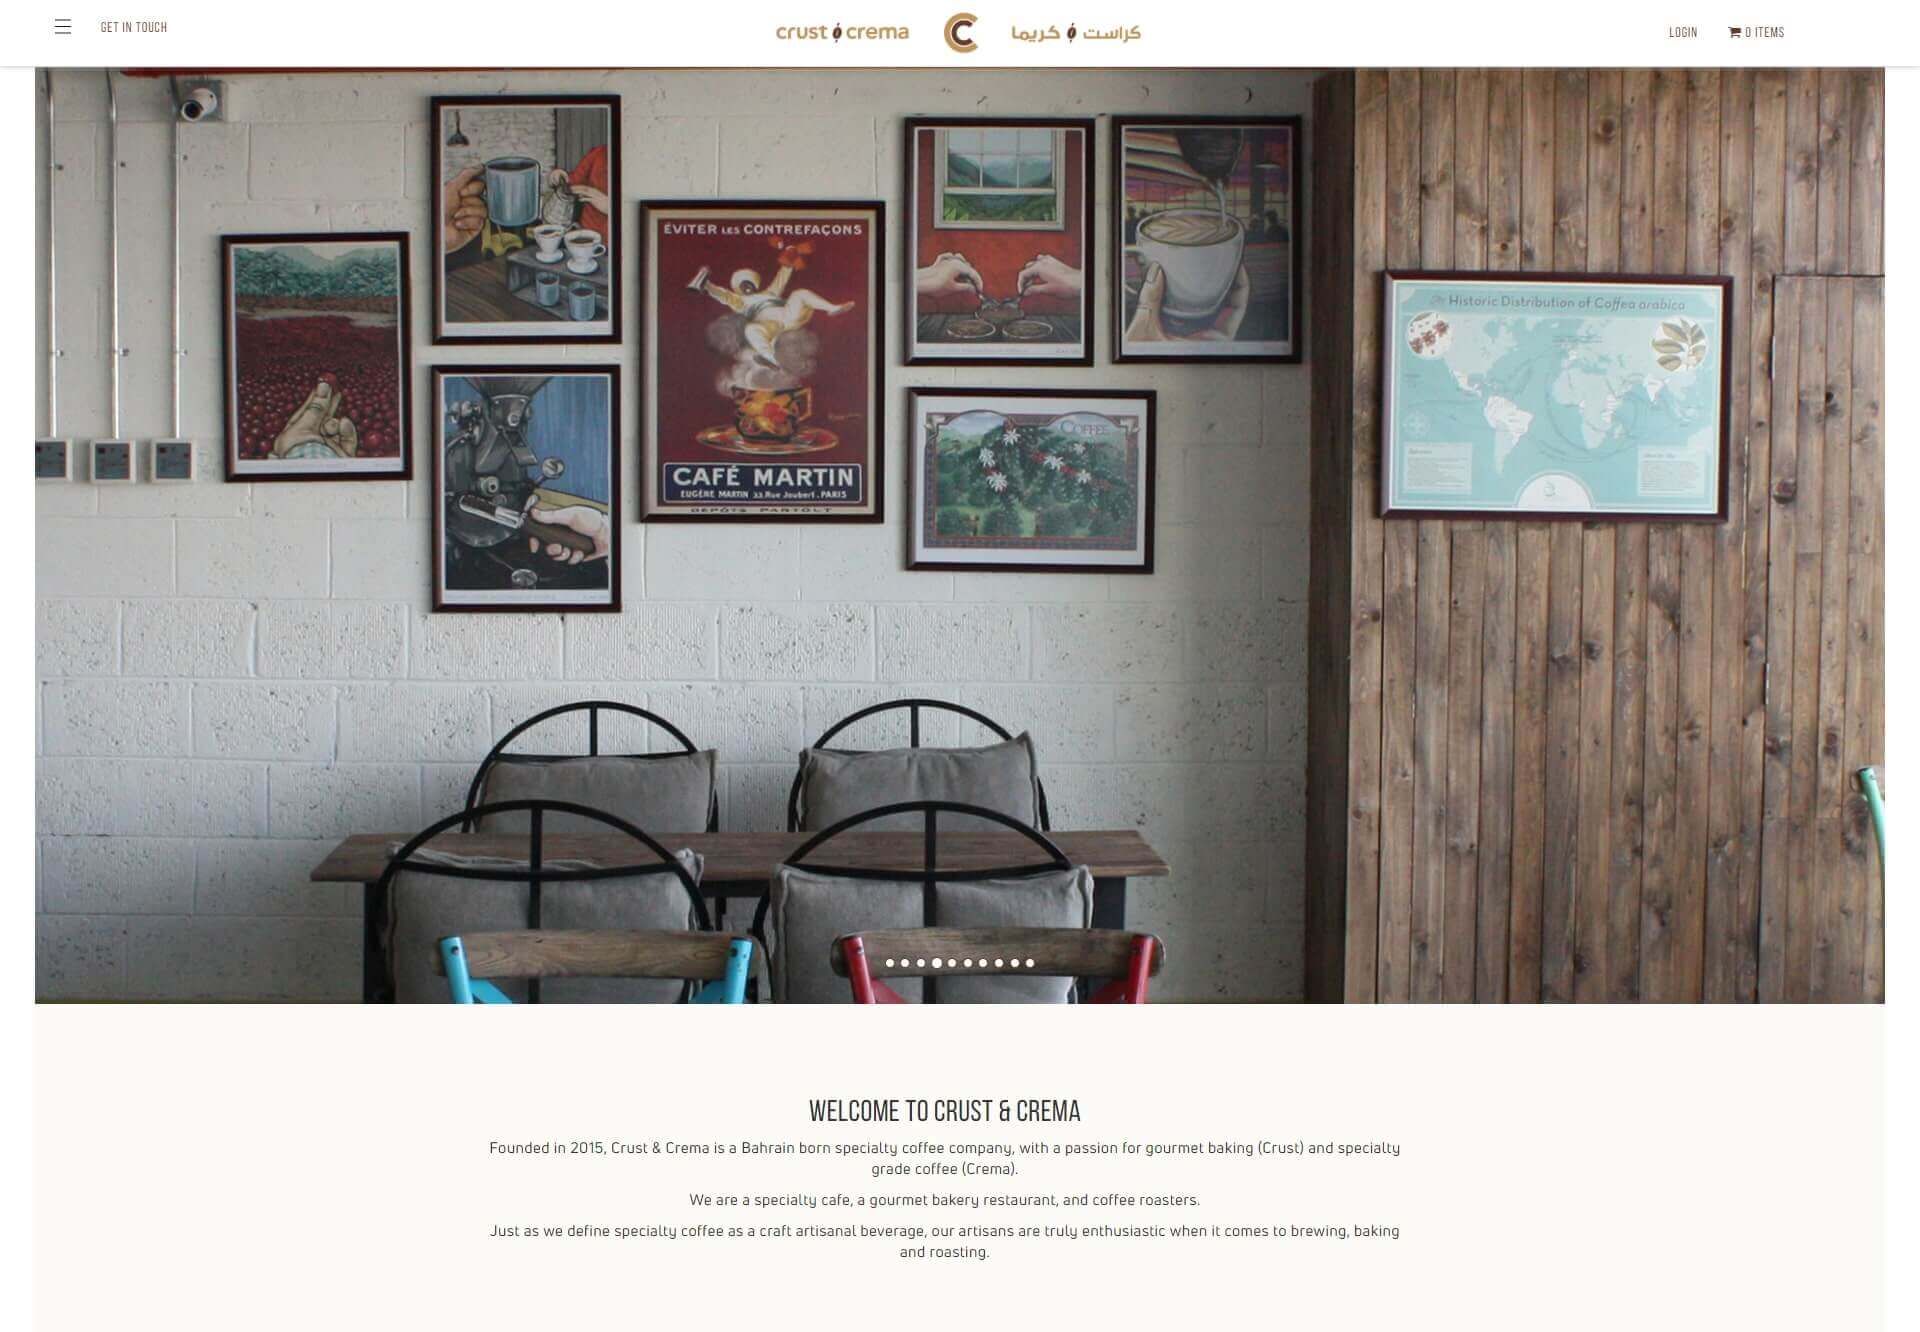 GET IN TOUCH
crust crema
C
كراست كريما
LOGIN
0 ITEMS
ÉVITER LES CONTREFAÇONS
CAFÉ MARTIN
EUGÈNE MARTIN 33 Rue Joubert. PARIS
DEPÔTS PARTOUT
COFFEE
The Historic Distribution of Coffea arabica
WELCOME TO CRUST & CREMA
Founded in 2015, Crust & Crema is a Bahrain born specialty coffee company, with a passion for gourmet baking (Crust) and specialty
grade coffee (Crema).
We are a specialty cafe, a gourmet bakery restaurant, and coffee roasters.
Just as we define specialty coffee as a craft artisanal beverage, our artisans are truly enthusiastic when it comes to brewing, baking
and roasting.